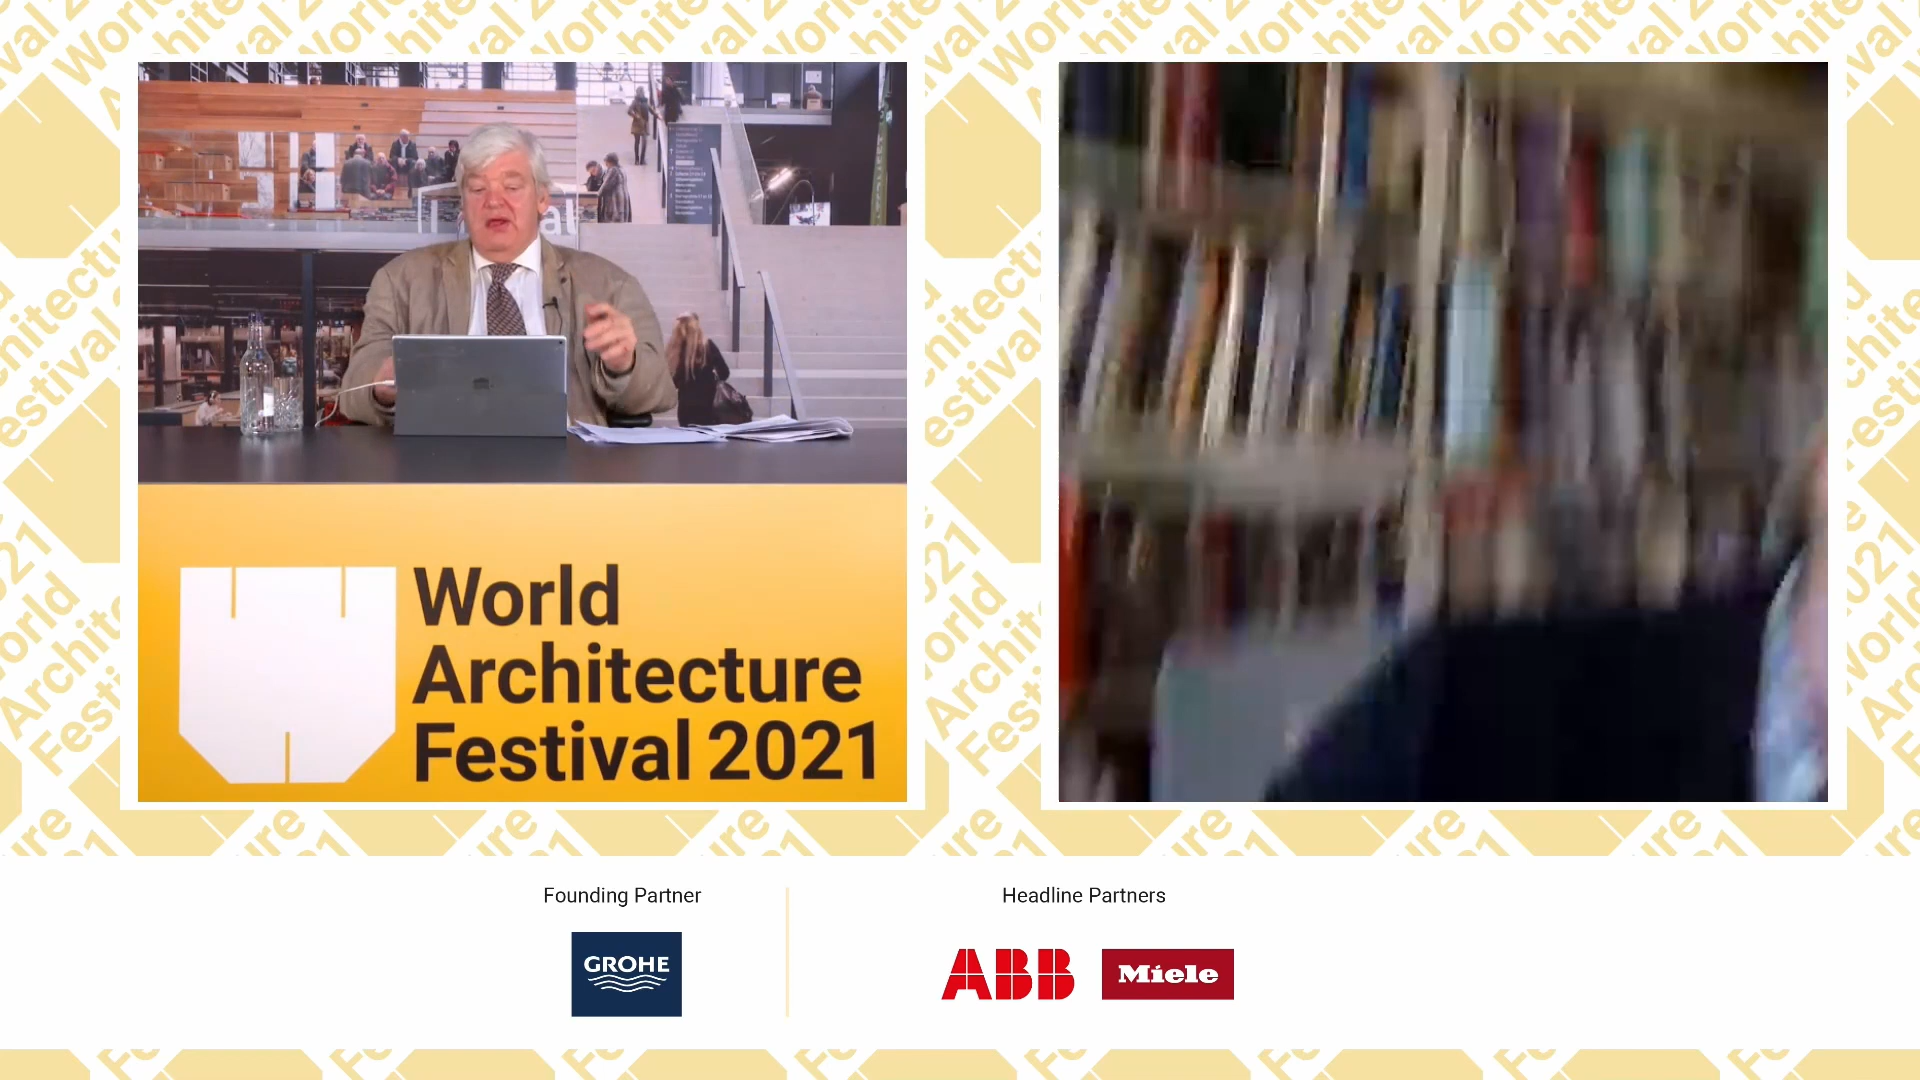 World
Architecture
Festival 2021
Founding Partner
Headline Partners
GROHE
ABB
Miele